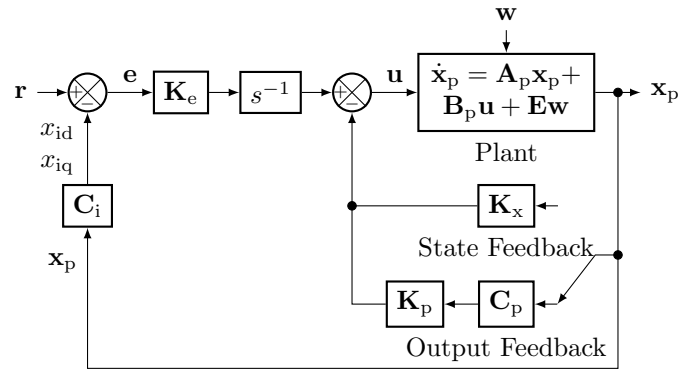 w
r
+
−
e
K_e
s^{-1}
+
−
u
ẋ_p = A_p x_p +
B_p u + Ew
x_p
Plant
x_id
x_iq
C_i
x_p
K_x
State Feedback
K_p
C_p
Output Feedback